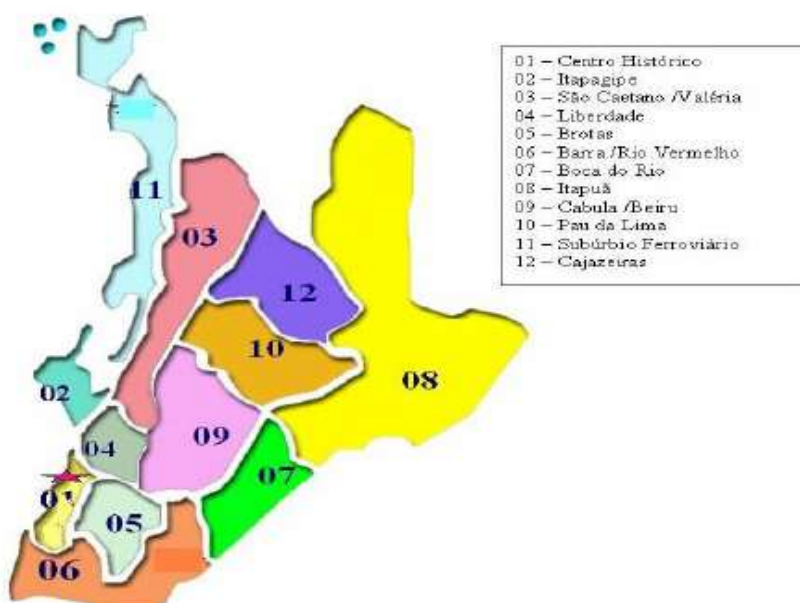 01 – Centro Histórico
02 – Itapagipe
03 – São Caetano /Valéria
04 – Liberdade
05 – Brotas
06 – Barra /Rio Vermelho
07 – Boca do Rio
08 – Itapuã
09 – Cabula /Beiru
10 – Pau da Lima
11 – Subúrbio Ferroviário
12 – Cajazeiras
11
03
12
10
02
08
04
09
07
01
05
06